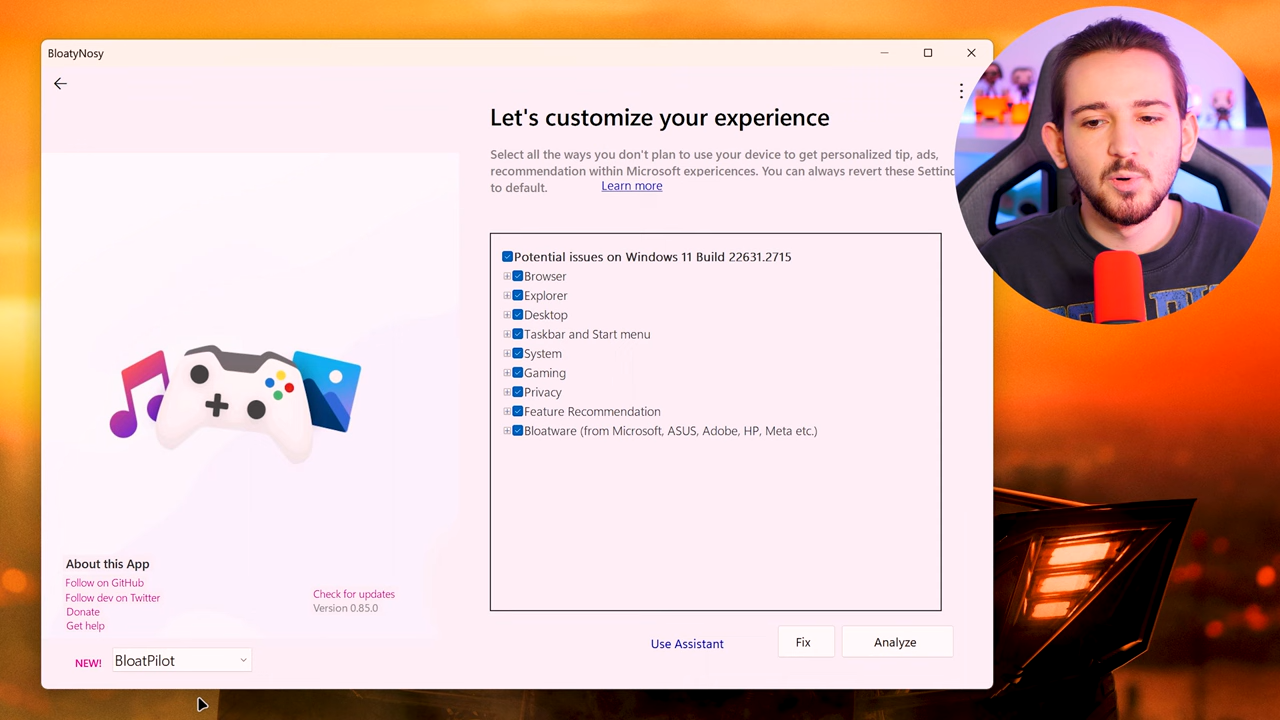 BloatyNosy
Let's customize your experience
Select all the ways you don't plan to use your device to get personalized tip, ads,
recommendation within Microsoft expericences. You can always revert these Setting
to default. Learn more
Potential issues on Windows 11 Build 22631.2715
Browser
Explorer
Desktop
Taskbar and Start menu
System
Gaming
Privacy
Feature Recommendation
Bloatware (from Microsoft, ASUS, Adobe, HP, Meta etc.)
About this App
Follow on GitHub
Follow dev on Twitter
Donate
Get help
Check for updates
Version 0.85.0
NEW! BloatPilot
Use Assistant
Fix
Analyze